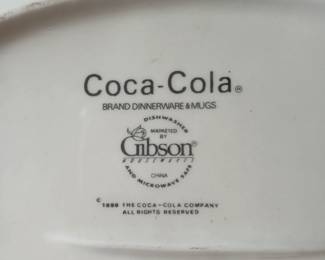 Coca-Cola®
BRAND DINNERWARE & MUGS
DISHWASHER
MARKETED
BY
Gibson®
HOUSEWARES
CHINA
AND MICROWAVE SAFE
© THE COCA-COLA COMPANY
ALL RIGHTS RESERVED